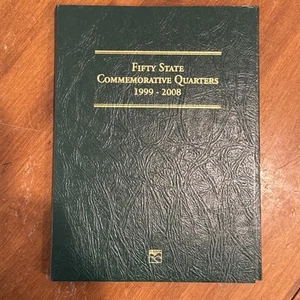 FIFTY STATE
COMMEMORATIVE QUARTERS
1999 - 2008